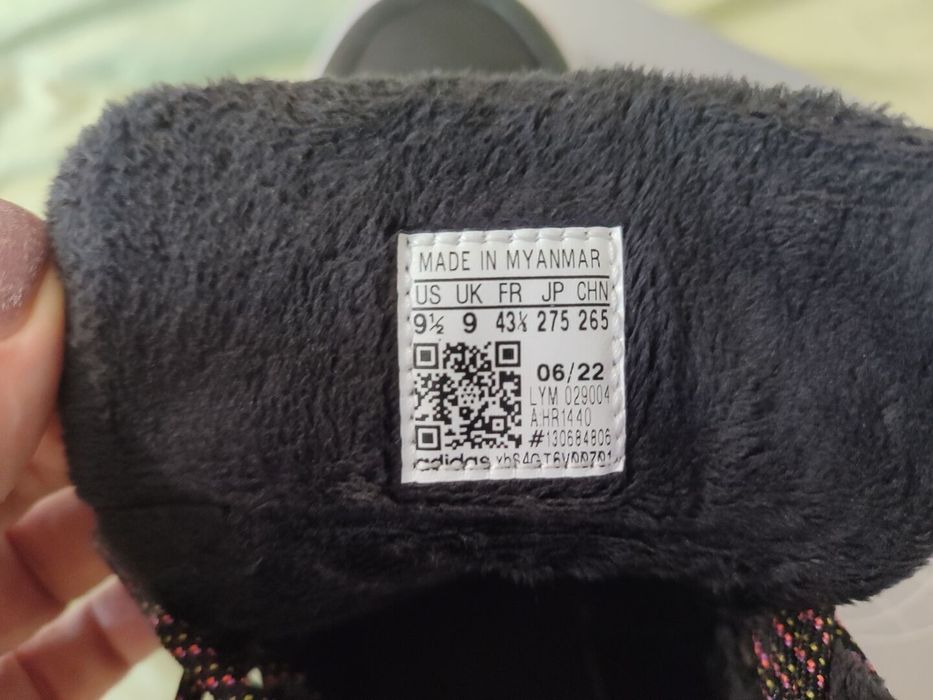 MADE IN MYANMAR
US UK FR JP CHN
9½ 9 43⅓ 275 265
06/22
LYM 029004
A.HR1440
#130684806
adidas